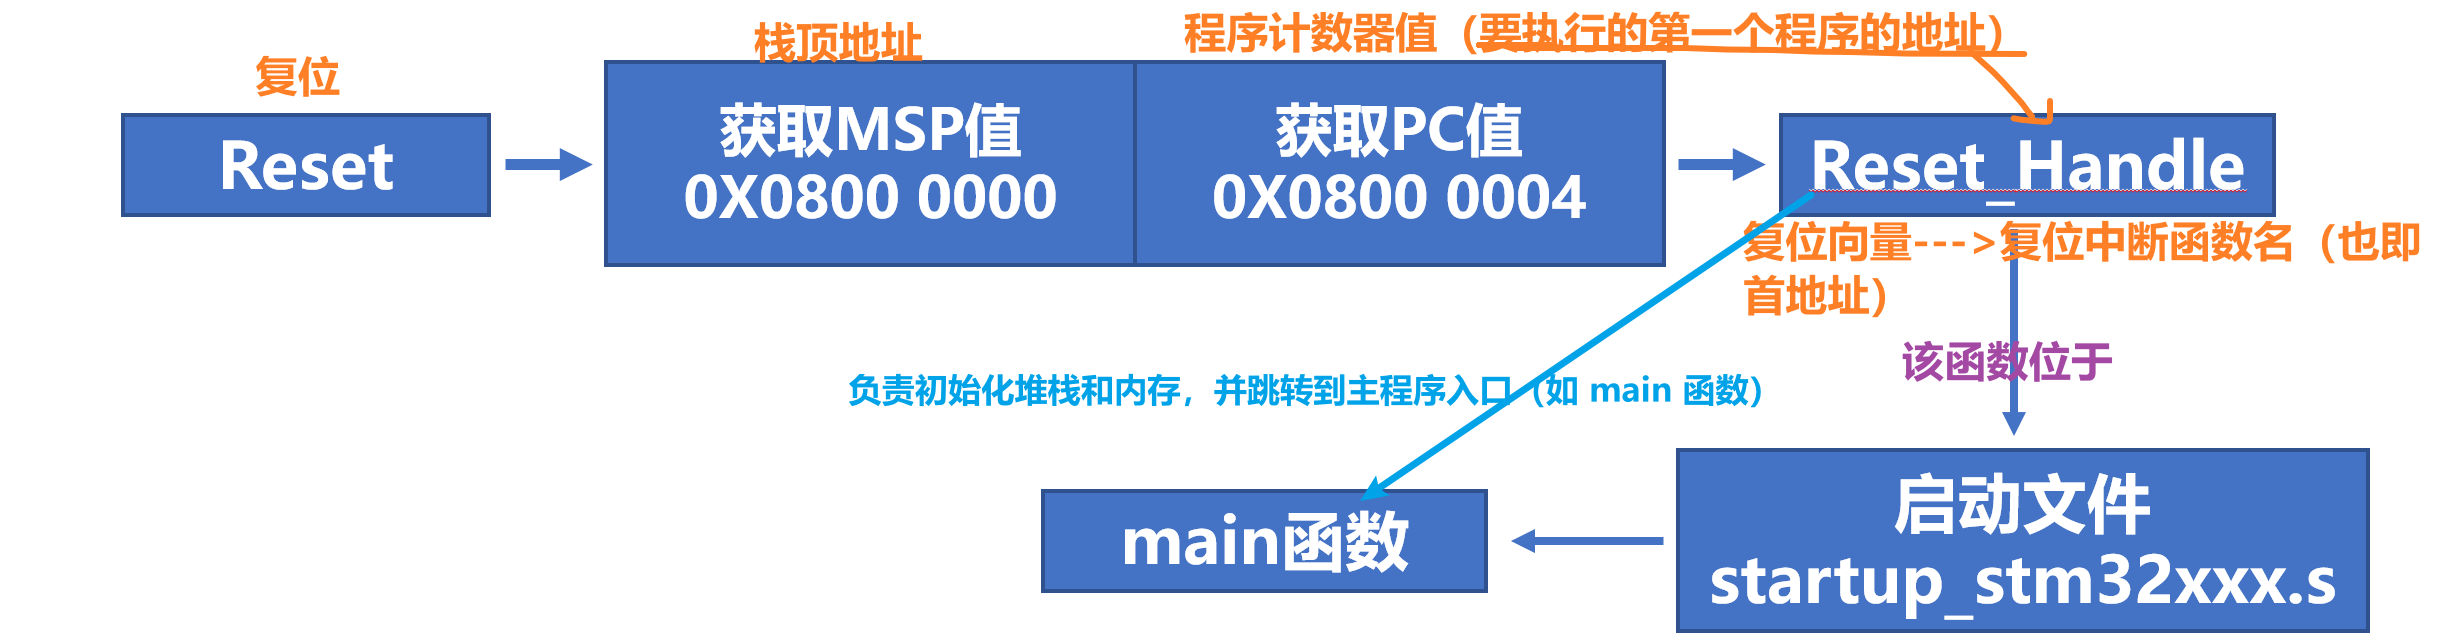 复位
栈顶地址
程序计数器值（要执行的第一个程序的地址）
Reset
获取MSP值
0X0800 0000
获取PC值
0X0800 0004
Reset_Handle
复位向量--->复位中断函数名（也即
首地址）
该函数位于
负责初始化堆栈和内存，并跳转到主程序入口（如 main 函数）
main函数
启动文件
startup_stm32xxx.s